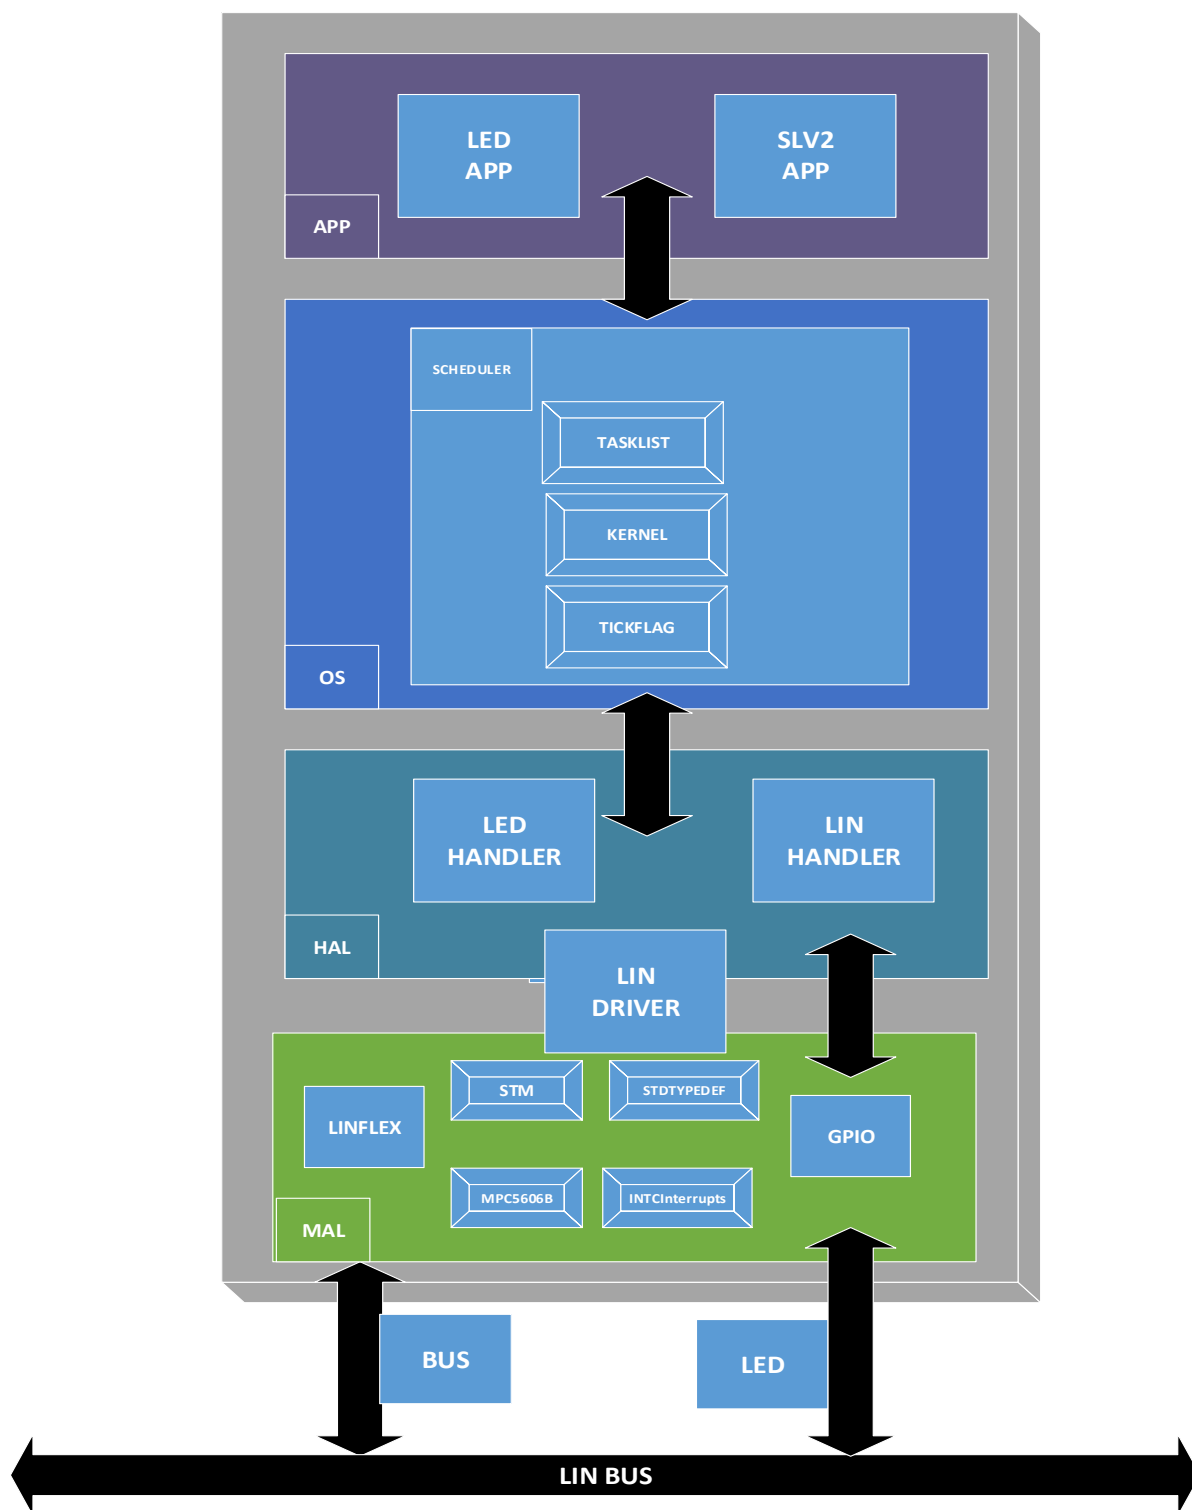 LED
APP
SLV2
APP
APP
SCHEDULER
TASKLIST
KERNEL
TICKFLAG
OS
LED
HANDLER
LIN
HANDLER
HAL
LIN
DRIVER
STM
STDTYPEDEF
LINFLEX
GPIO
MPC5606B
INTCInterrupts
MAL
BUS
LED
LIN BUS